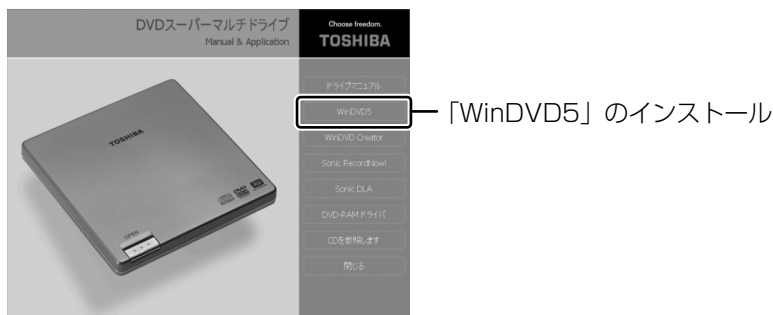 DVDスーパーマルチドライブ
Manual & Application
Choose freedom.
TOSHIBA
ドライブマニュアル
WinDVD5
WinDVD Creator
Sonic RecordNow!
Sonic DLA
DVD-RAM ドライバ
CDを参照します
閉じる
TOSHIBA
OPEN
「WinDVD5」のインストール